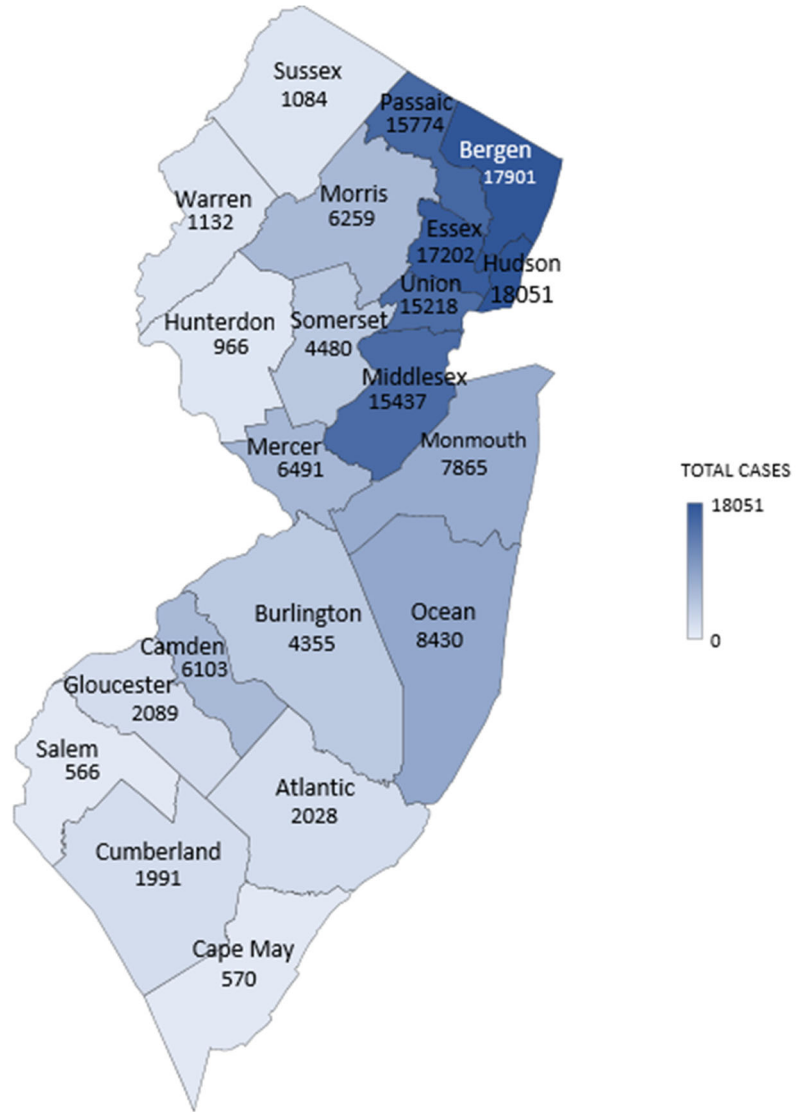 Sussex
1084
Passaic
15774
Bergen
17901
Warren
1132
Morris
6259
Essex
17202
Hudson
18051
Union
15218
Hunterdon
966
Somerset
4480
Middlesex
15437
Mercer
6491
Monmouth
7865
TOTAL CASES
18051
0
Burlington
4355
Ocean
8430
Camden
6103
Gloucester
2089
Salem
566
Atlantic
2028
Cumberland
1991
Cape May
570